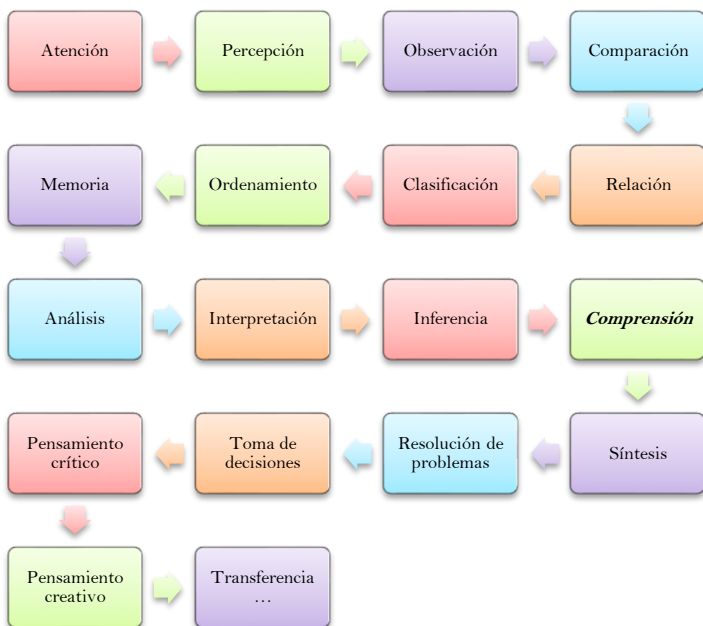 Atención
Percepción
Observación
Comparación
Relación
Clasificación
Ordenamiento
Memoria
Análisis
Interpretación
Inferencia
Comprensión
Síntesis
Resolución de
problemas
Toma de
decisiones
Pensamiento
crítico
Pensamiento
creativo
Transferencia
...